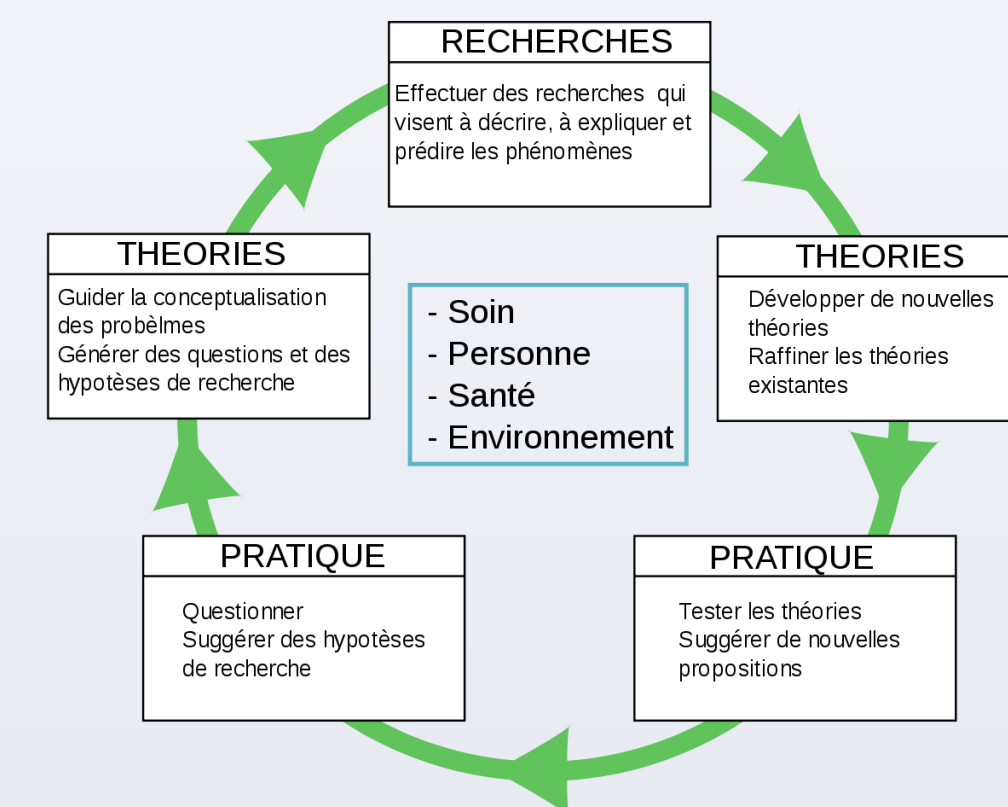 RECHERCHES
Effectuer des recherches  qui
visent à décrire, à expliquer et
prédire les phénomènes
THEORIES
Développer de nouvelles
théories
Raffiner les théories
existantes
PRATIQUE
Tester les théories
Suggérer de nouvelles
propositions
PRATIQUE
Questionner
Suggérer des hypotèses
de recherche
THEORIES
Guider la conceptualisation
des probèlmes
Générer des questions et des
hypotèses de recherche
- Soin
- Personne
- Santé
- Environnement